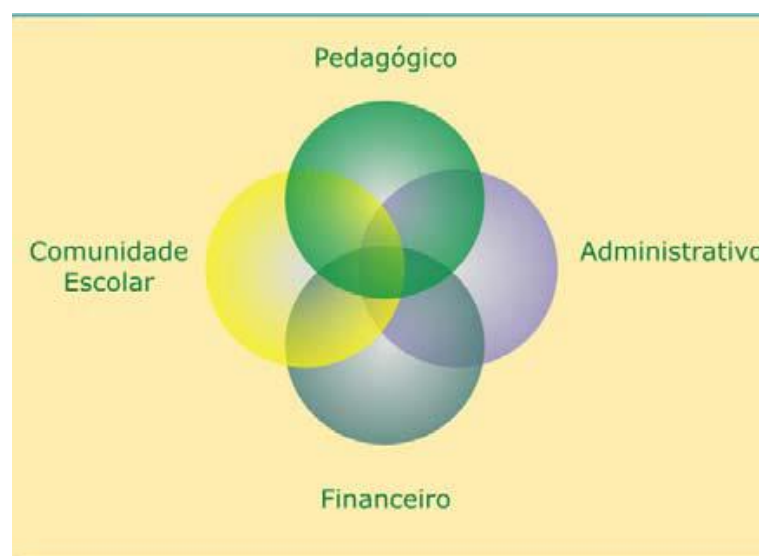 Pedagógico
Comunidade
Escolar
Administrativo
Financeiro